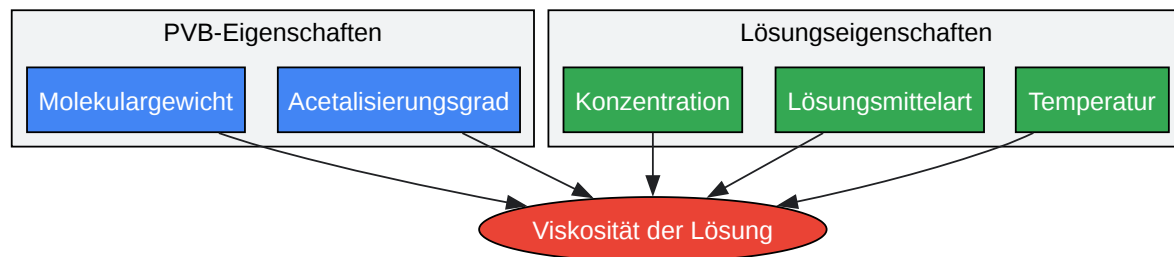 PVB-Eigenschaften
Molekulargewicht
Acetalisierungsgrad
Lösungseigenschaften
Konzentration
Lösungsmittelart
Temperatur
Viskosität der Lösung